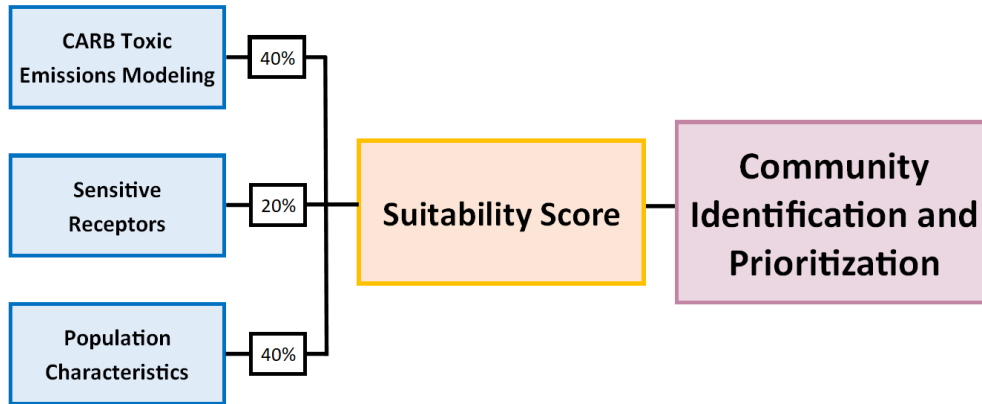 CARB Toxic
Emissions Modeling
40%
Sensitive
Receptors
20%
Population
Characteristics
40%
Suitability Score
Community
Identification and
Prioritization